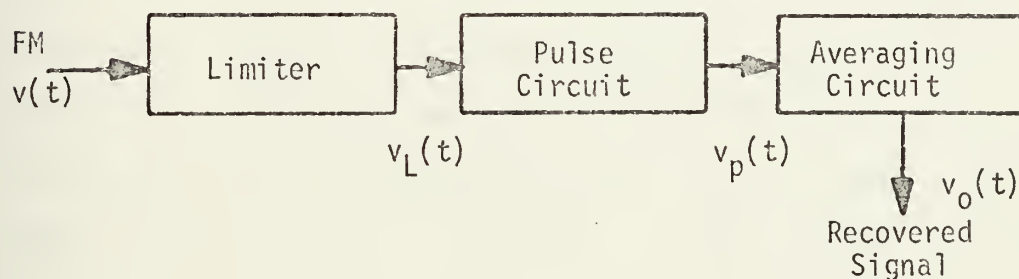 FM
v(t)
Limiter
v_L(t)
Pulse
Circuit
v_p(t)
Averaging
Circuit
v_o(t)
Recovered
Signal